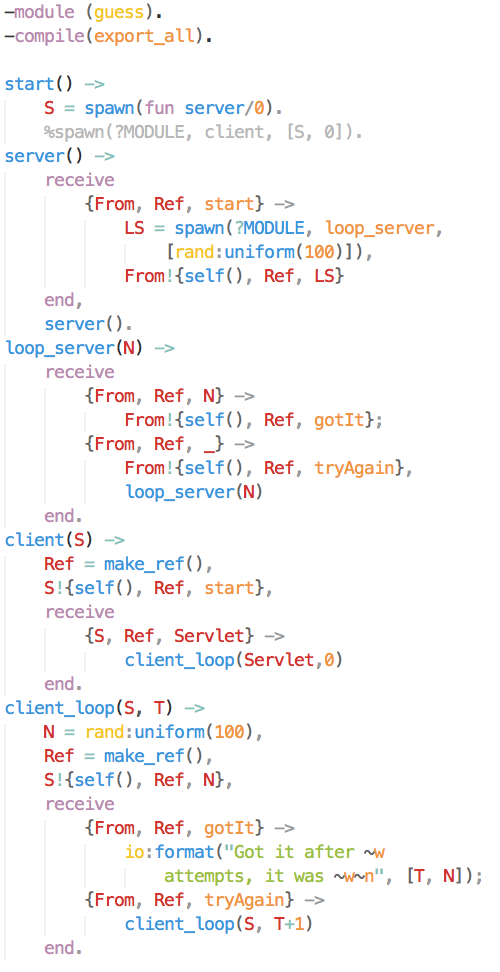 -module (guess).
-compile(export_all).
start() ->
S = spawn(fun server/0).
%spawn(?MODULE, client, [S, 0]).
server() ->
receive
{From, Ref, start} ->
LS = spawn(?MODULE, loop_server,
[rand:uniform(100)]),
From!{self(), Ref, LS}
end,
server().
loop_server(N) ->
receive
{From, Ref, N} ->
From!{self(), Ref, gotIt};
{From, Ref, _} ->
From!{self(), Ref, tryAgain},
loop_server(N)
end.
client(S) ->
Ref = make_ref(),
S!{self(), Ref, start},
receive
{S, Ref, Servlet} ->
client_loop(Servlet,0)
end.
client_loop(S, T) ->
N = rand:uniform(100),
Ref = make_ref(),
S!{self(), Ref, N},
receive
{From, Ref, gotIt} ->
io:format("Got it after ~w
attempts, it was ~w~n", [T, N]);
{From, Ref, tryAgain} ->
client_loop(S, T+1)
end.